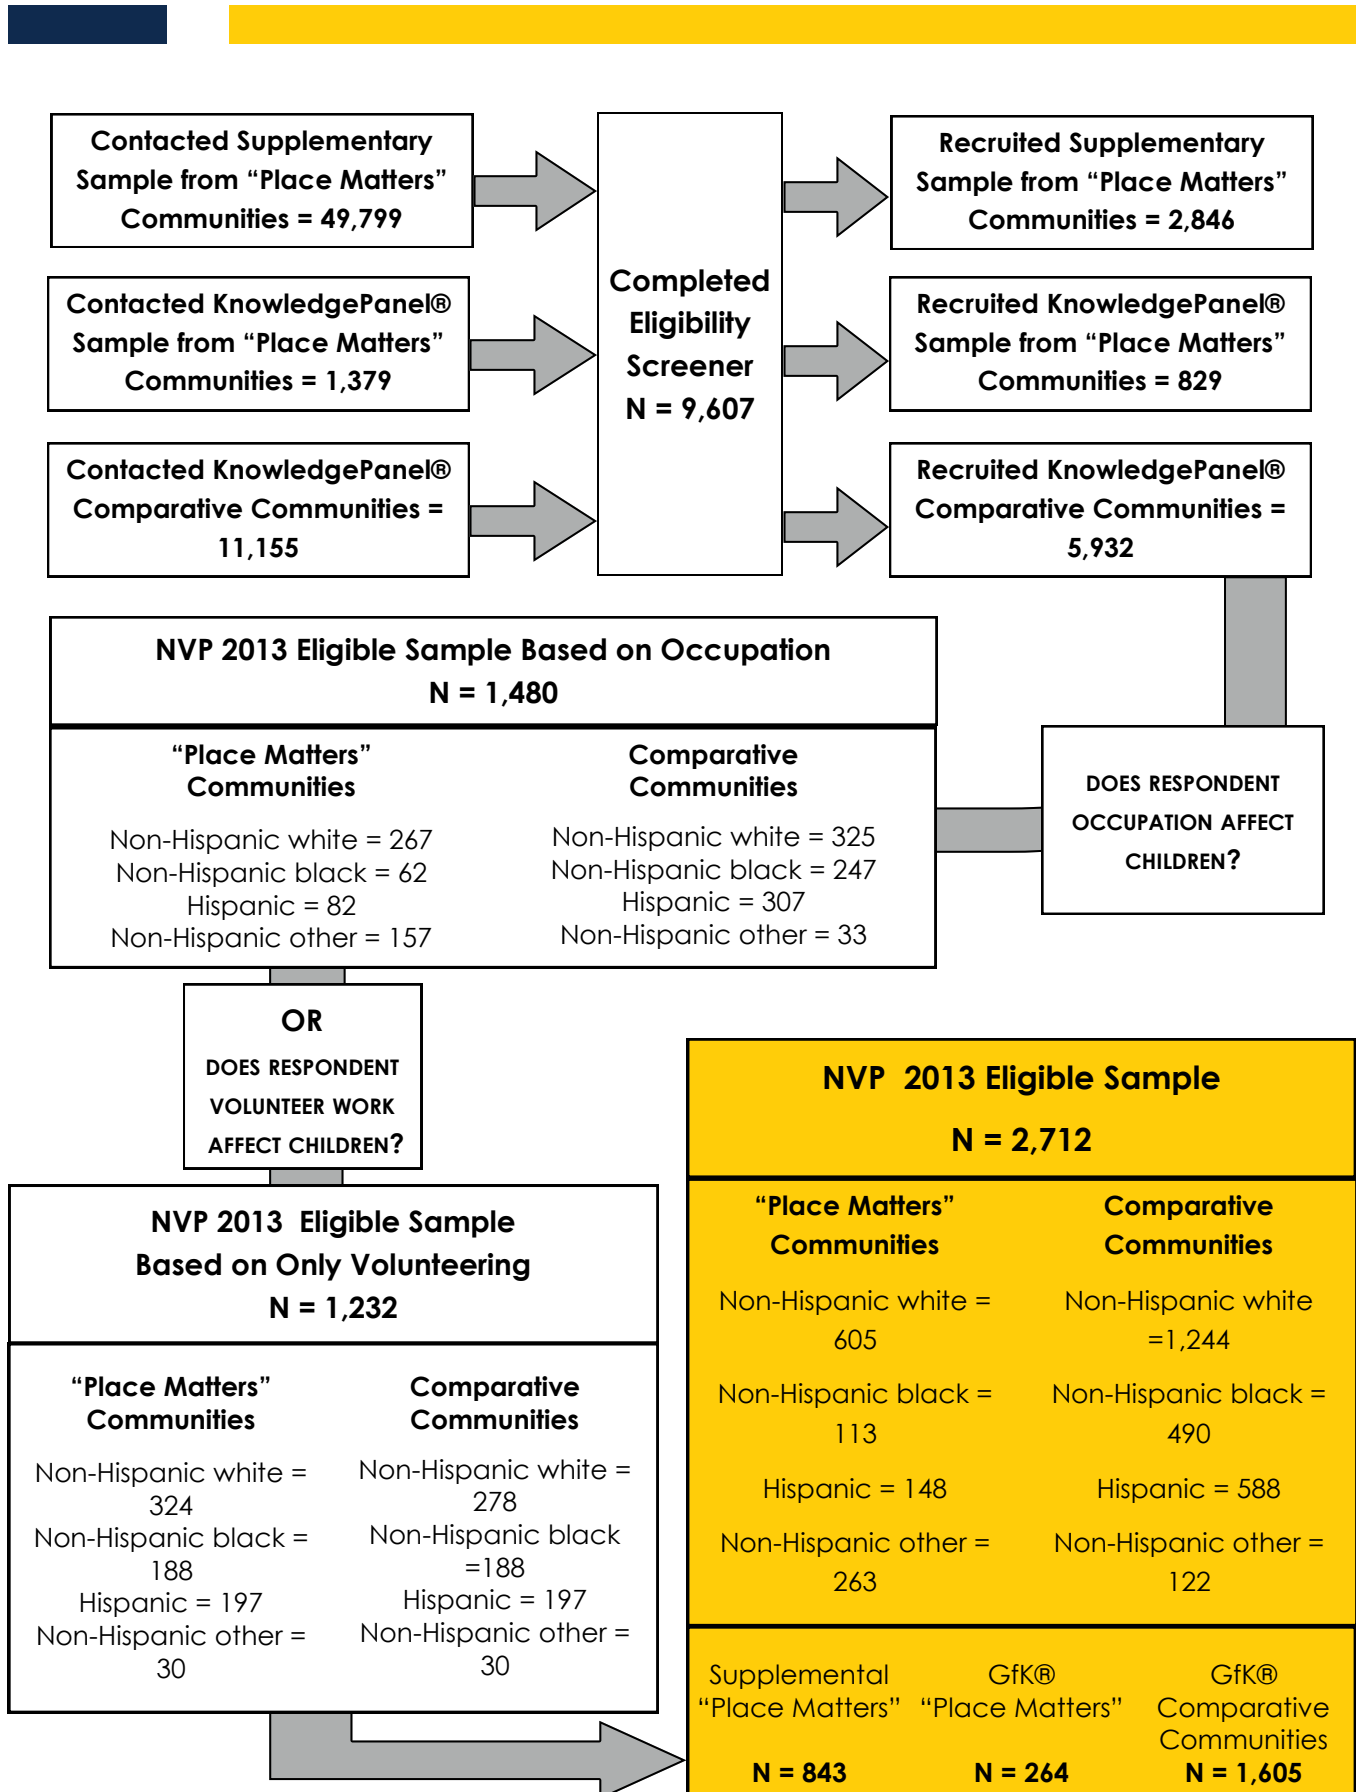 Contacted Supplementary
Sample from “Place Matters”
Communities = 49,799
Contacted KnowledgePanel®
Sample from “Place Matters”
Communities = 1,379
Contacted KnowledgePanel®
Comparative Communities =
11,155
Completed
Eligibility
Screener
N = 9,607
Recruited Supplementary
Sample from “Place Matters”
Communities = 2,846
Recruited KnowledgePanel®
Sample from “Place Matters”
Communities = 829
Recruited KnowledgePanel®
Comparative Communities =
5,932
DOES RESPONDENT
OCCUPATION AFFECT
CHILDREN?
NVP 2013 Eligible Sample Based on Occupation
N = 1,480
“Place Matters”
Communities
Non-Hispanic white = 267
Non-Hispanic black = 62
Hispanic = 82
Non-Hispanic other = 157
Comparative
Communities
Non-Hispanic white = 325
Non-Hispanic black = 247
Hispanic = 307
Non-Hispanic other = 33
OR
DOES RESPONDENT
VOLUNTEER WORK
AFFECT CHILDREN?
NVP 2013 Eligible Sample
Based on Only Volunteering
N = 1,232
“Place Matters”
Communities
Non-Hispanic white =
324
Non-Hispanic black =
188
Hispanic = 197
Non-Hispanic other =
30
Comparative
Communities
Non-Hispanic white =
278
Non-Hispanic black
=188
Hispanic = 197
Non-Hispanic other =
30
NVP 2013 Eligible Sample
N = 2,712
“Place Matters”
Communities
Non-Hispanic white =
605
Non-Hispanic black =
113
Hispanic = 148
Non-Hispanic other =
263
Comparative
Communities
Non-Hispanic white
=1,244
Non-Hispanic black =
490
Hispanic = 588
Non-Hispanic other =
122
Supplemental
“Place Matters”
N = 843
GfK®
“Place Matters”
N = 264
GfK®
Comparative
Communities
N = 1,605